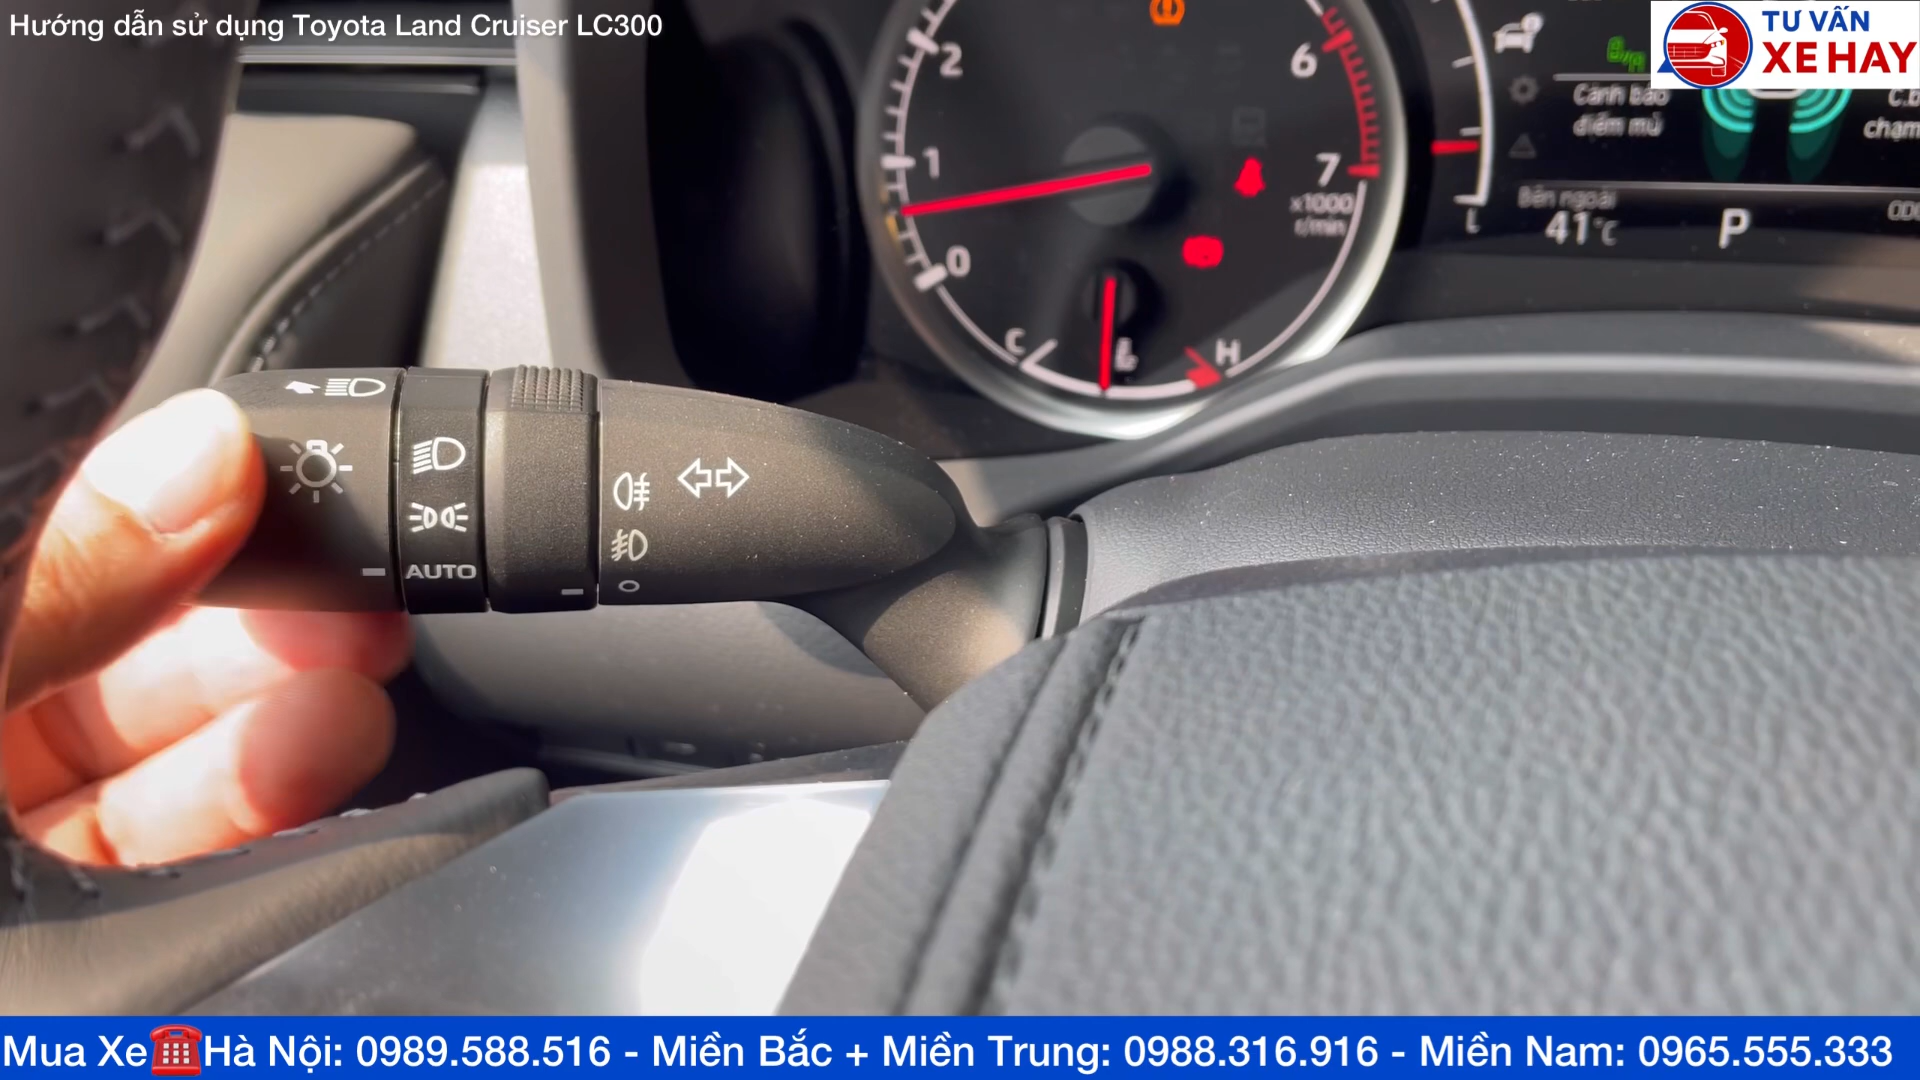 Hướng dẫn sử dụng Toyota Land Cruiser LC300
TƯ VẤN
XE HAY
2
6
1
7
0
x1000
r/min
C
H
L
Cảnh báo
điểm mù
C.b
chạm
Bên ngoài
41°C
P
AUTO
Mua Xe Hà Nội: 0989.588.516 - Miền Bắc + Miền Trung: 0988.316.916 - Miền Nam: 0965.555.333